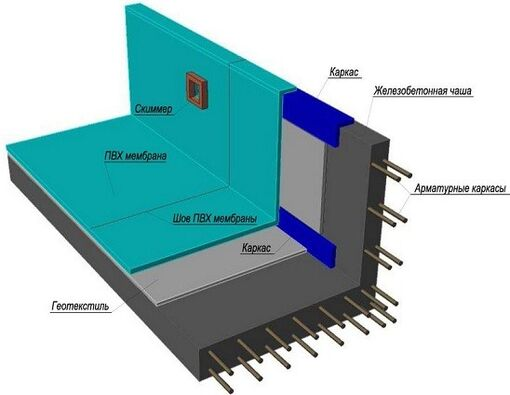 Каркас
Железобетонная чаша
Скиммер
ПВХ мембрана
Арматурные каркасы
Шов ПВХ мембраны
Каркас
Геотекстиль